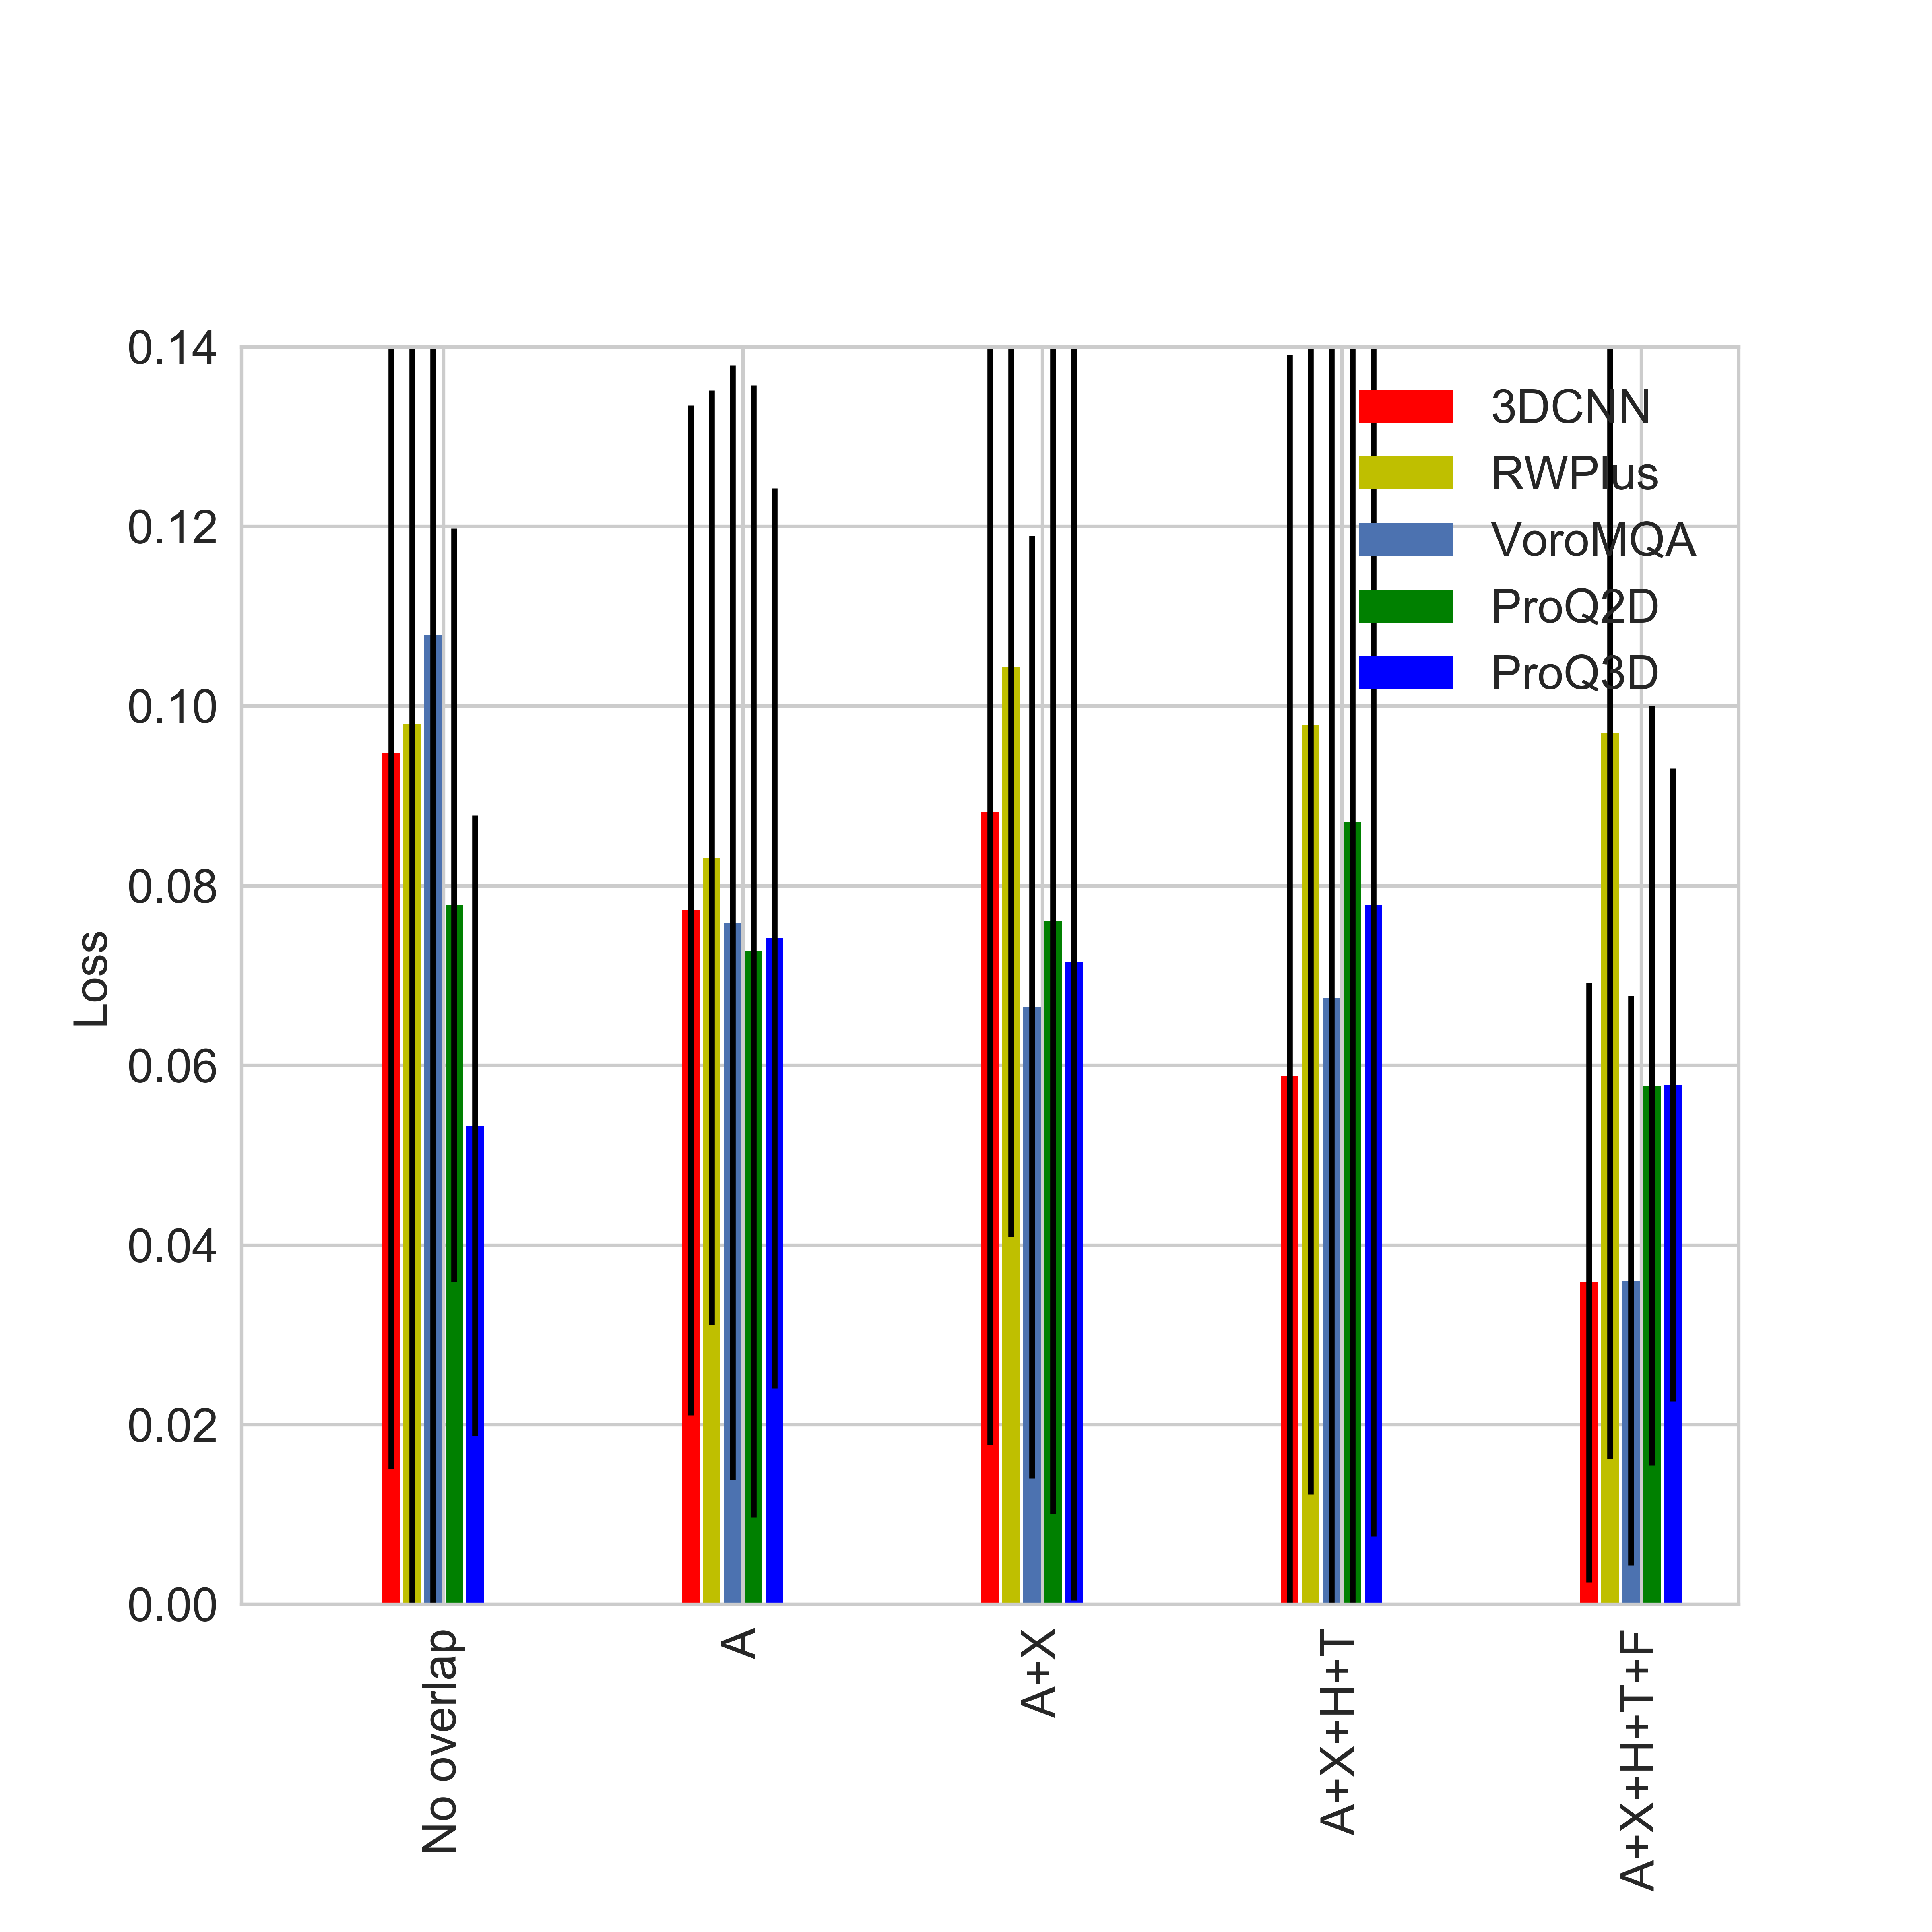 0.14
0.12
0.10
0.08
0.06
0.04
0.02
0.00
Loss
3DCNN
RWPlus
VoroMQA
ProQ2D
ProQ3D
No overlap
A
A+X
A+X+H+T
A+X+H+T+F